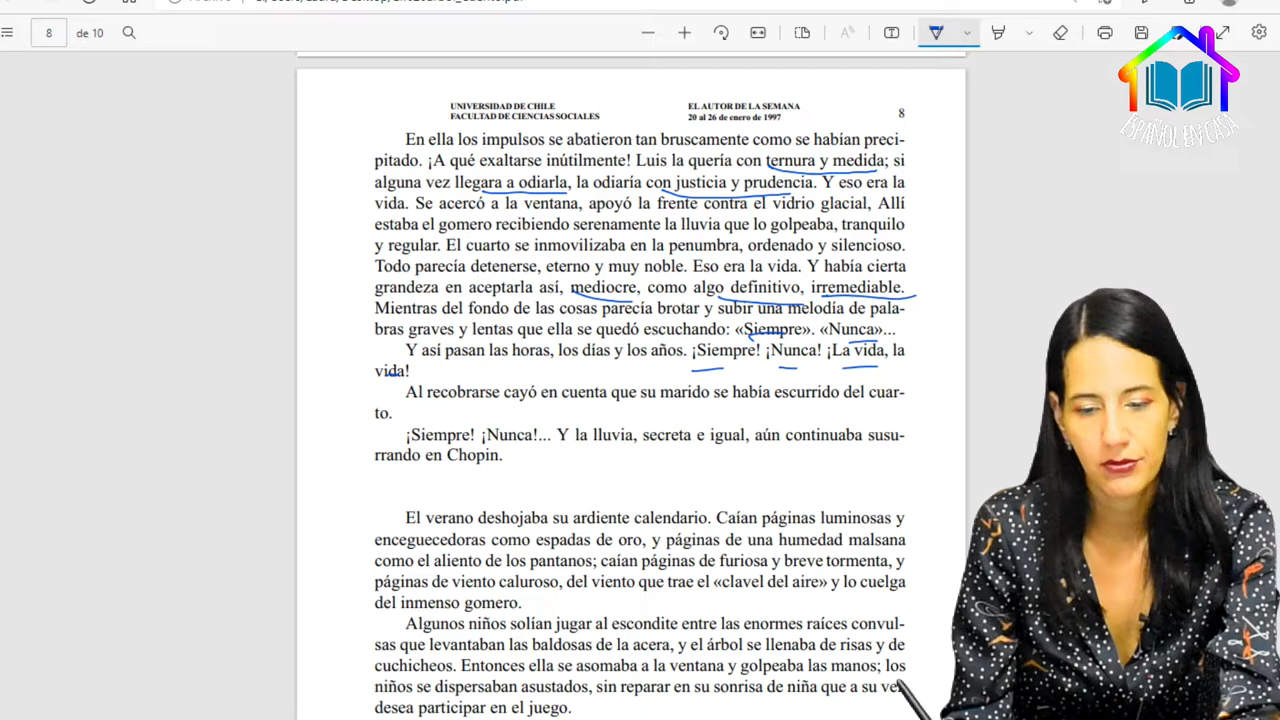 8 de 10
UNIVERSIDAD DE CHILE
FACULTAD DE CIENCIAS SOCIALES
EL AUTOR DE LA SEMANA
20 al 26 de enero de 1997
8
ESPAÑOL EN CASA
En ella los impulsos se abatieron tan bruscamente como se habían preci-
pitado. ¡A qué exaltarse inútilmente! Luis la quería con ternura y medida; si
alguna vez llegara a odiarla, la odiaría con justicia y prudencia. Y eso era la
vida. Se acercó a la ventana, apoyó la frente contra el vidrio glacial, Allí
estaba el gomero recibiendo serenamente la lluvia que lo golpeaba, tranquilo
y regular. El cuarto se inmovilizaba en la penumbra, ordenado y silencioso.
Todo parecía detenerse, eterno y muy noble. Eso era la vida. Y había cierta
grandeza en aceptarla así, mediocre, como algo definitivo, irremediable.
Mientras del fondo de las cosas parecía brotar y subir una melodía de pala-
bras graves y lentas que ella se quedó escuchando: «Siempre». «Nunca»...
Y así pasan las horas, los días y los años. ¡Siempre! ¡Nunca! ¡La vida, la
vida!
Al recobrarse cayó en cuenta que su marido se había escurrido del cuar-
to.
¡Siempre! ¡Nunca!... Y la lluvia, secreta e igual, aún continuaba susu-
rrando en Chopin.
El verano deshojaba su ardiente calendario. Caían páginas luminosas y
enceguecedoras como espadas de oro, y páginas de una humedad malsana
como el aliento de los pantanos; caían páginas de furiosa y breve tormenta, y
páginas de viento caluroso, del viento que trae el «clavel del aire» y lo cuelga
del inmenso gomero.
Algunos niños solían jugar al escondite entre las enormes raíces convul-
sas que levantaban las baldosas de la acera, y el árbol se llenaba de risas y de
cuchicheos. Entonces ella se asomaba a la ventana y golpeaba las manos; los
niños se dispersaban asustados, sin reparar en su sonrisa de niña que a su vez
desea participar en el juego.